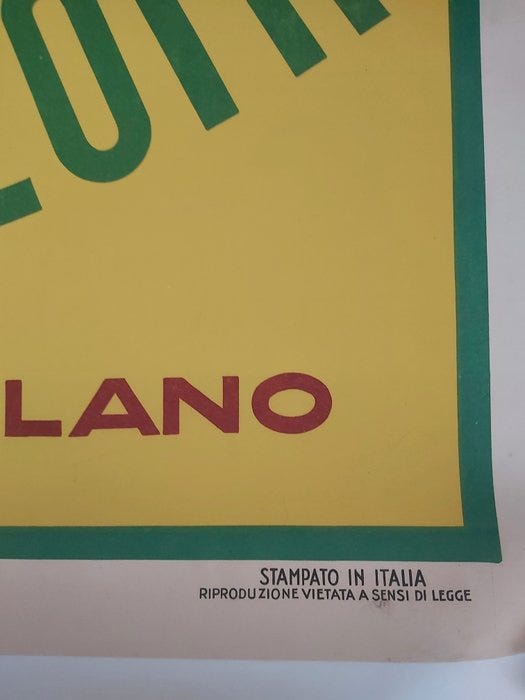 LANO
STAMPATO IN ITALIA
RIPRODUZIONE VIETATA A SENSI DI LEGGE